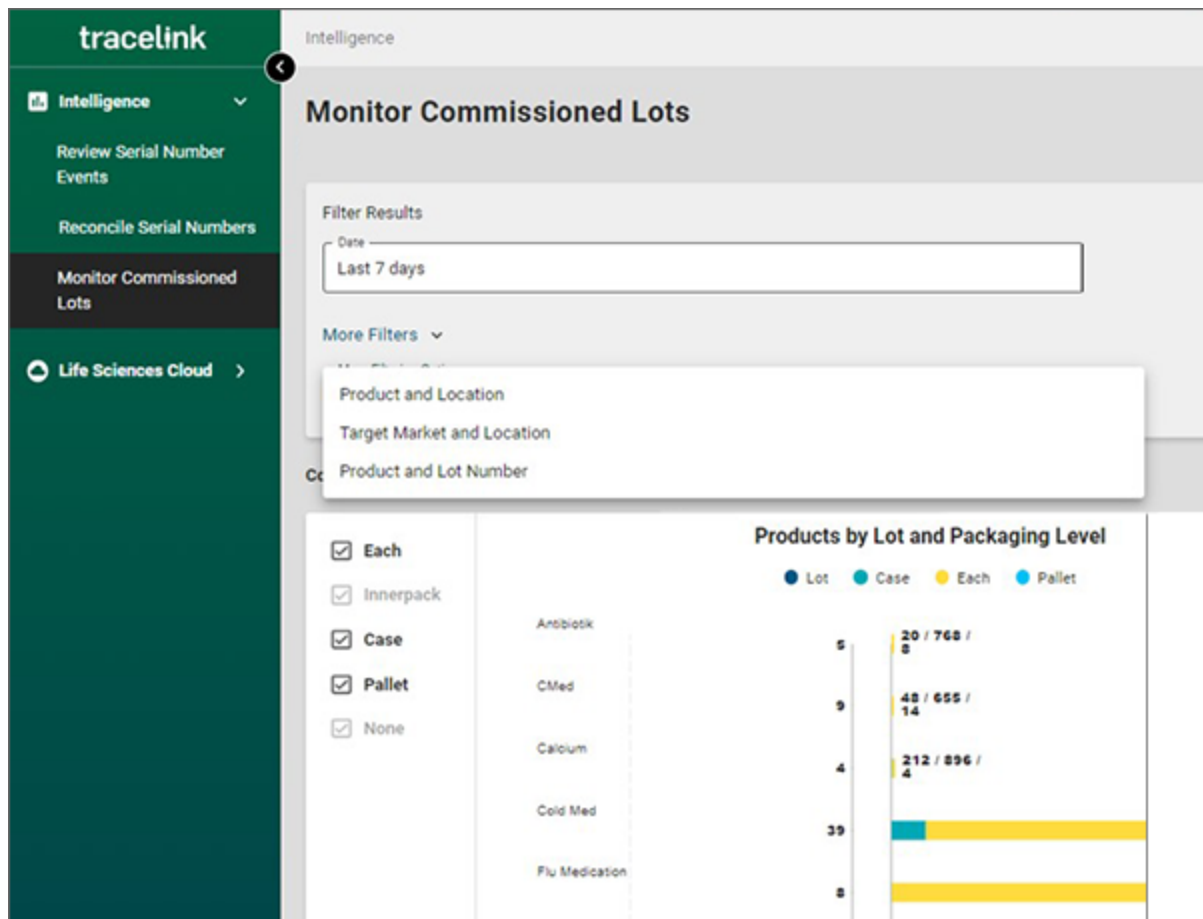 tracelink
Intelligence
Intelligence
Review Serial Number
Events
Reconcile Serial Numbers
Monitor Commissioned
Lots
Life Sciences Cloud
Monitor Commissioned Lots
Filter Results
Date
Last 7 days
More Filters
Product and Location
Target Market and Location
Product and Lot Number
Each
Innerpack
Case
Pallet
None
Products by Lot and Packaging Level
Lot Case Each Pallet
Antibiotik
5 20 / 768 /
8
CMed
9 48 / 655 /
14
Calcium
4 212 / 896 /
4
Cold Med
39
Flu Medication
8